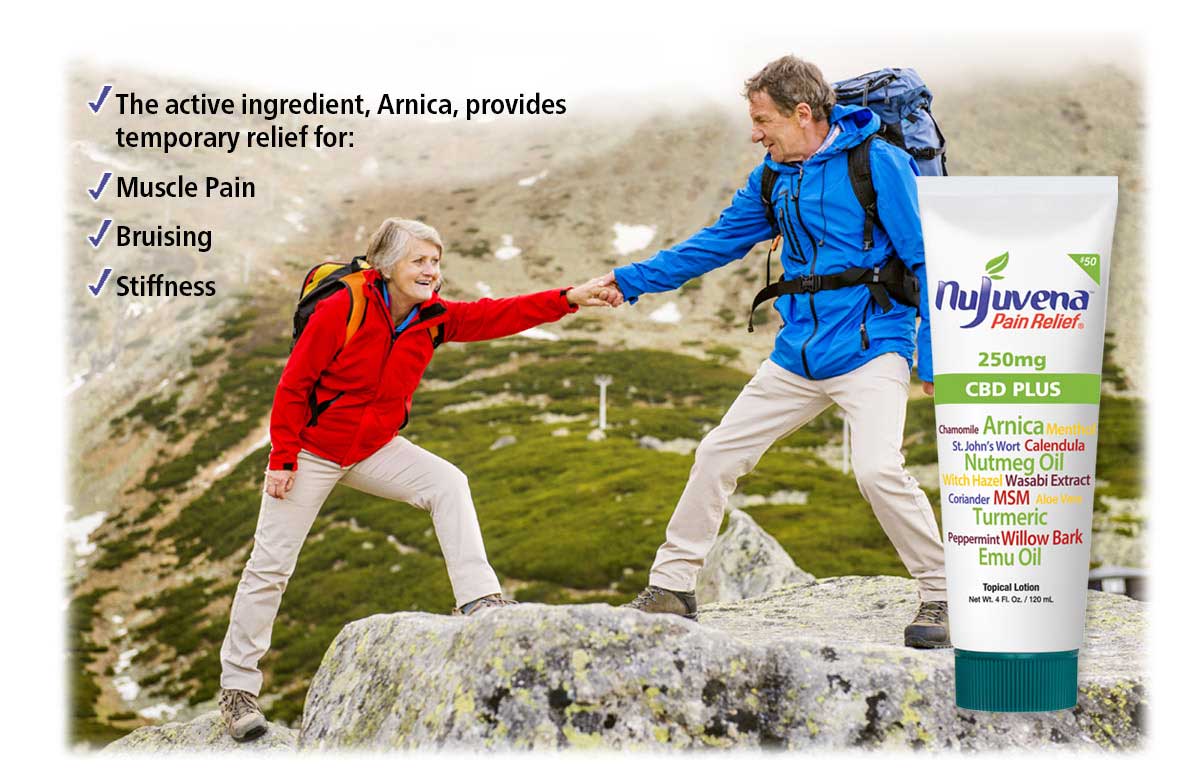 The active ingredient, Arnica, provides
temporary relief for:
Muscle Pain
Bruising
Stiffness
$50
NuJuvena™
Pain Relief®
250mg
CBD PLUS
Chamomile Arnica Menthol
St. John's Wort Calendula
Nutmeg Oil
Witch Hazel Wasabi Extract
Coriander MSM Aloe Vera
Turmeric
Peppermint Willow Bark
Emu Oil
Topical Lotion
Net Wt. 4 Fl. Oz. / 120 mL